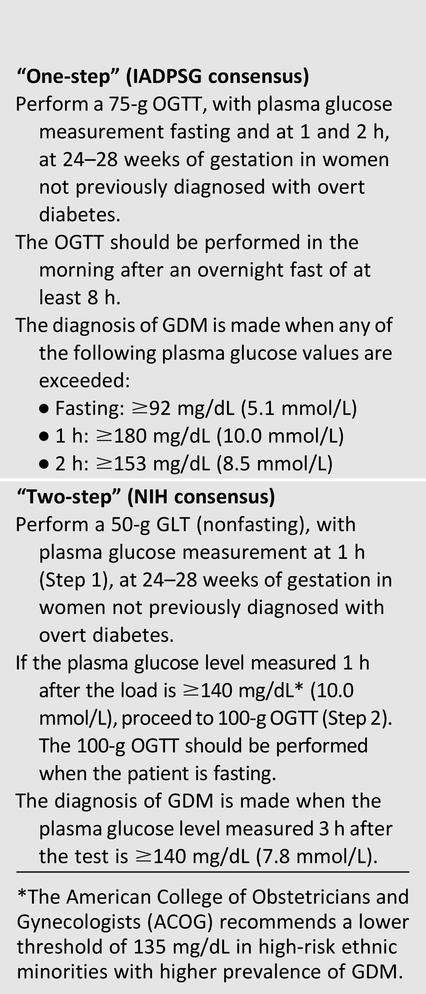 “One-step” (IADPSG consensus)
Perform a 75-g OGTT, with plasma glucose
measurement fasting and at 1 and 2 h,
at 24–28 weeks of gestation in women
not previously diagnosed with overt
diabetes.
The OGTT should be performed in the
morning after an overnight fast of at
least 8 h.
The diagnosis of GDM is made when any of
the following plasma glucose values are
exceeded:
● Fasting: ≥92 mg/dL (5.1 mmol/L)
● 1 h: ≥180 mg/dL (10.0 mmol/L)
● 2 h: ≥153 mg/dL (8.5 mmol/L)
“Two-step” (NIH consensus)
Perform a 50-g GLT (nonfasting), with
plasma glucose measurement at 1 h
(Step 1), at 24–28 weeks of gestation in
women not previously diagnosed with
overt diabetes.
If the plasma glucose level measured 1 h
after the load is ≥140 mg/dL* (10.0
mmol/L), proceed to 100-g OGTT (Step 2).
The 100-g OGTT should be performed
when the patient is fasting.
The diagnosis of GDM is made when the
plasma glucose level measured 3 h after
the test is ≥140 mg/dL (7.8 mmol/L).
*The American College of Obstetricians and
Gynecologists (ACOG) recommends a lower
threshold of 135 mg/dL in high-risk ethnic
minorities with higher prevalence of GDM.